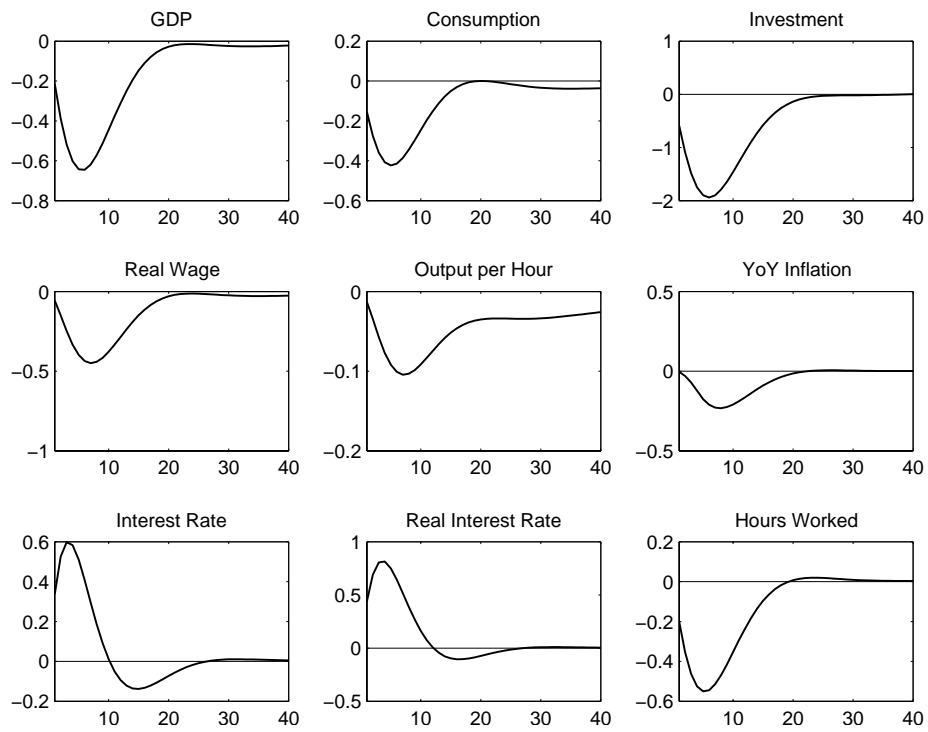 GDP
0
−0.2
−0.4
−0.6
−0.8
10 20 30 40
Consumption
0.2
0
−0.2
−0.4
−0.6
10 20 30 40
Investment
1
0
−1
−2
10 20 30 40
Real Wage
0
−0.5
−1
10 20 30 40
Output per Hour
0
−0.1
−0.2
10 20 30 40
YoY Inflation
0.5
0
−0.5
10 20 30 40
Interest Rate
0.6
0.4
0.2
0
−0.2
10 20 30 40
Real Interest Rate
1
0.5
0
−0.5
10 20 30 40
Hours Worked
0.2
0
−0.2
−0.4
−0.6
10 20 30 40